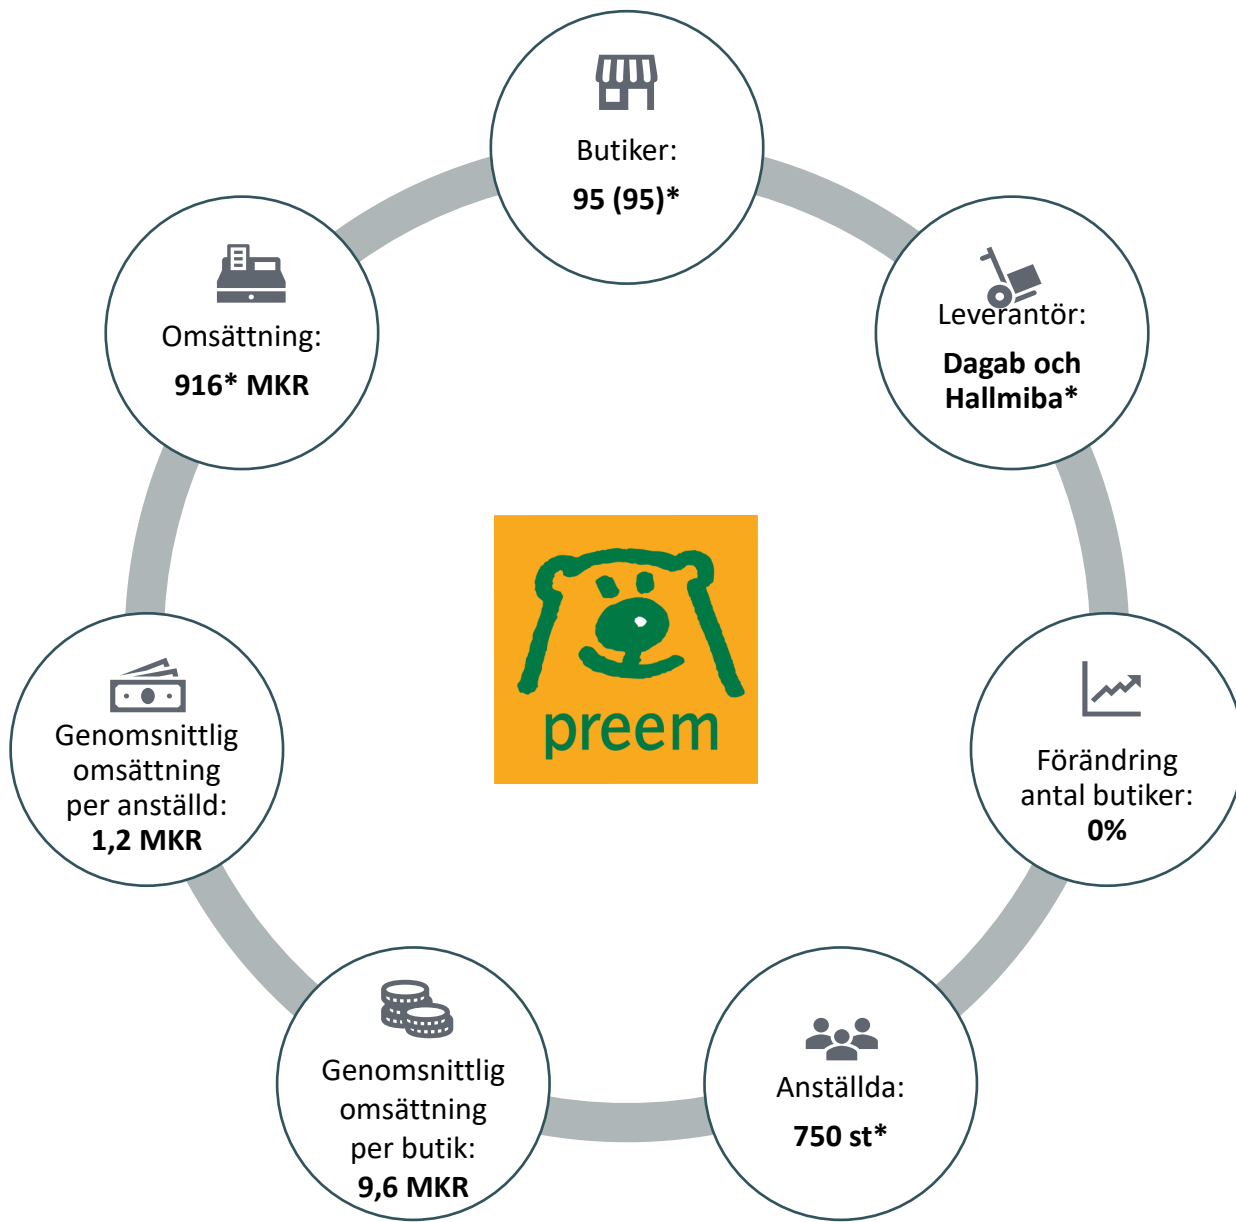 Butiker:
95 (95)*
Leverantör:
Dagab och
Hallmiba*
Förändring
antal butiker:
0%
Anställda:
750 st*
Genomsnittlig
omsättning
per butik:
9,6 MKR
Genomsnittlig
omsättning
per anställd:
1,2 MKR
Omsättning:
916* MKR
preem